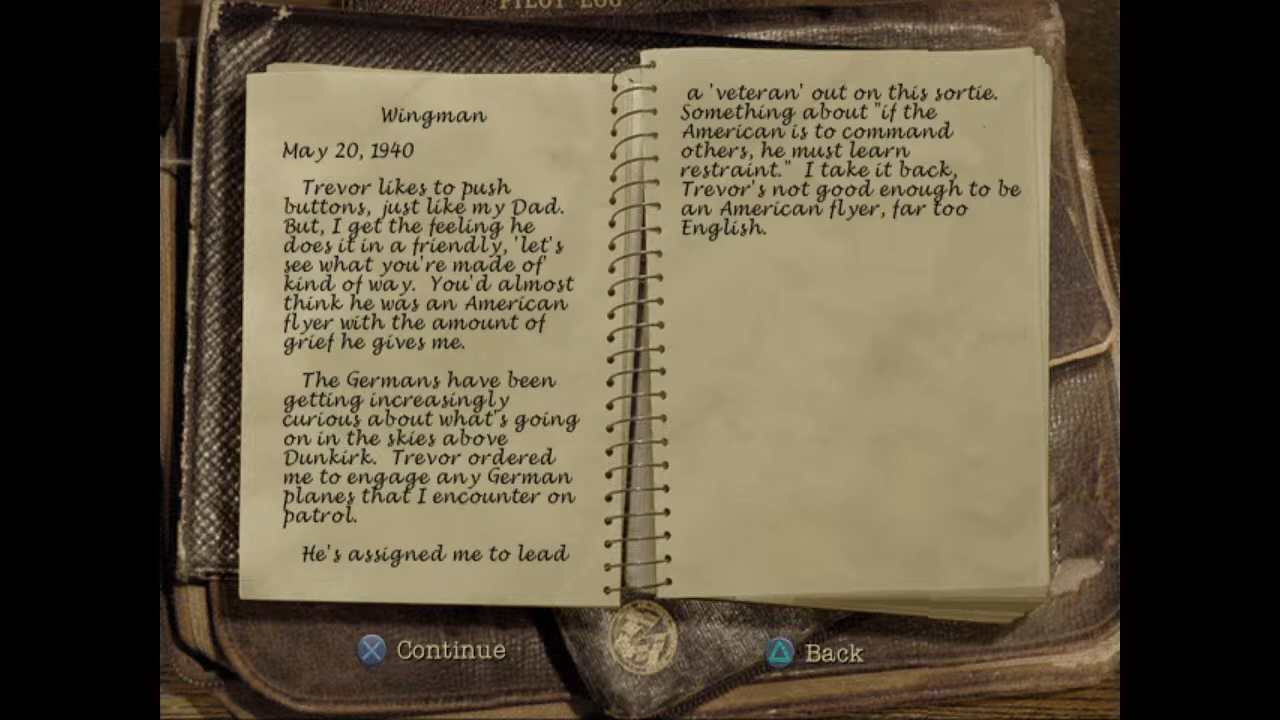 PILOT LOG
Wingman
May 20, 1940
Trevor likes to push
buttons, just like my Dad.
But, I get the feeling he
does it in a friendly, 'let's
see what you're made of'
kind of way.  You'd almost
think he was an American
flyer with the amount of
grief he gives me.
The Germans have been
getting increasingly
curious about what's going
on in the skies above
Dunkirk.  Trevor ordered
me to engage any German
planes that I encounter on
patrol.
He's assigned me to lead
a 'veteran' out on this sortie.
Something about "if the
American is to command
others, he must learn
restraint."  I take it back,
Trevor's not good enough to be
an American flyer, far too
English.
Continue
Back